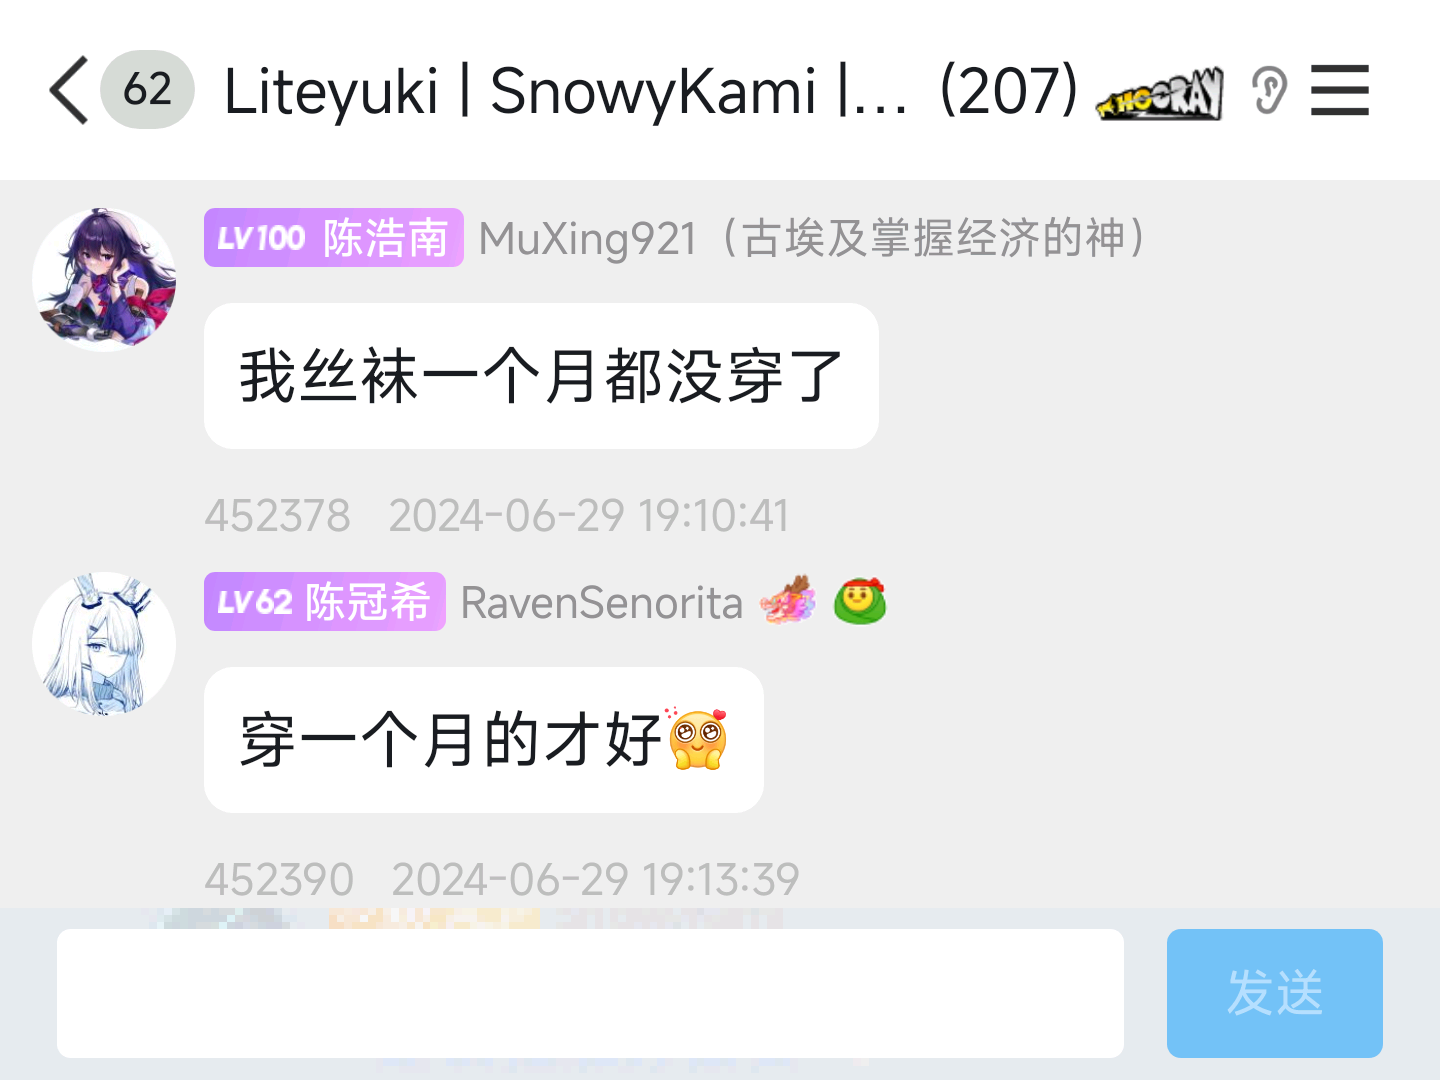 62 Liteyuki | SnowyKami |... (207) HOORAY
LV100 陈浩南 MuXing921（古埃及掌握经济的神）
我丝袜一个月都没穿了
452378 2024-06-29 19:10:41
LV62 陈冠希 RavenSenorita
穿一个月的才好
452390 2024-06-29 19:13:39
发送